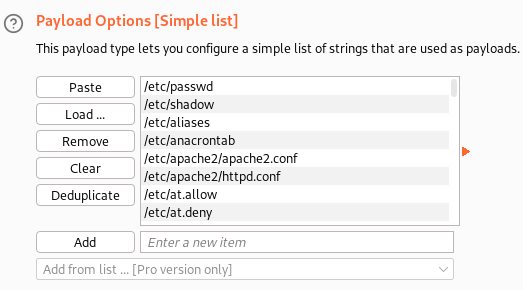 Payload Options [Simple list]
This payload type lets you configure a simple list of strings that are used as payloads.
Paste
Load ...
Remove
Clear
Deduplicate
/etc/passwd
/etc/shadow
/etc/aliases
/etc/anacrontab
/etc/apache2/apache2.conf
/etc/apache2/httpd.conf
/etc/at.allow
/etc/at.deny
Add
Enter a new item
Add from list ... [Pro version only]